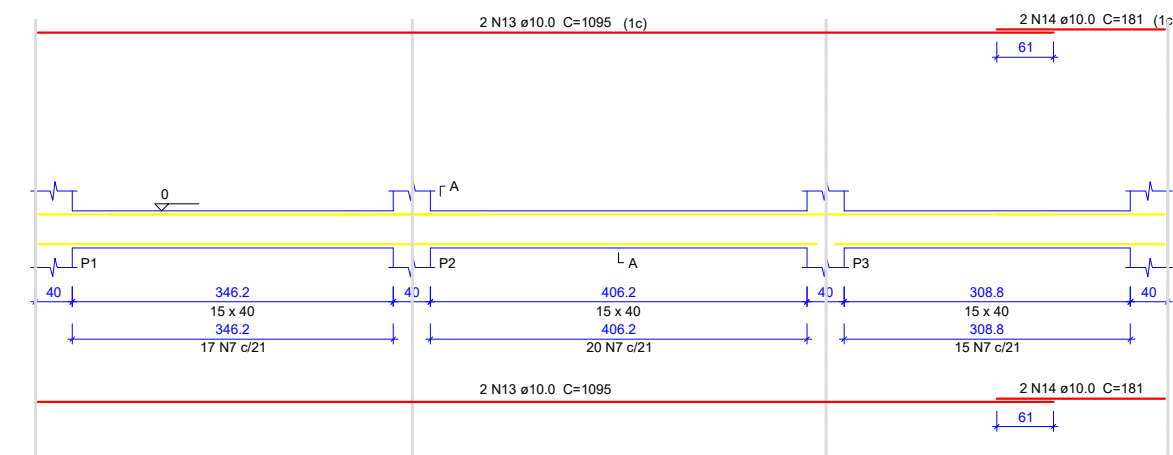 2 N13 ø10.0 C=1095 (1c)
2 N14 ø10.0 C=181 (1c
61
A
0
P1
P2
A
P3
40
346.2
40
406.2
40
308.8
40
15 x 40
15 x 40
15 x 40
346.2
406.2
308.8
17 N7 c/21
20 N7 c/21
15 N7 c/21
2 N13 ø10.0 C=1095
2 N14 ø10.0 C=181
61